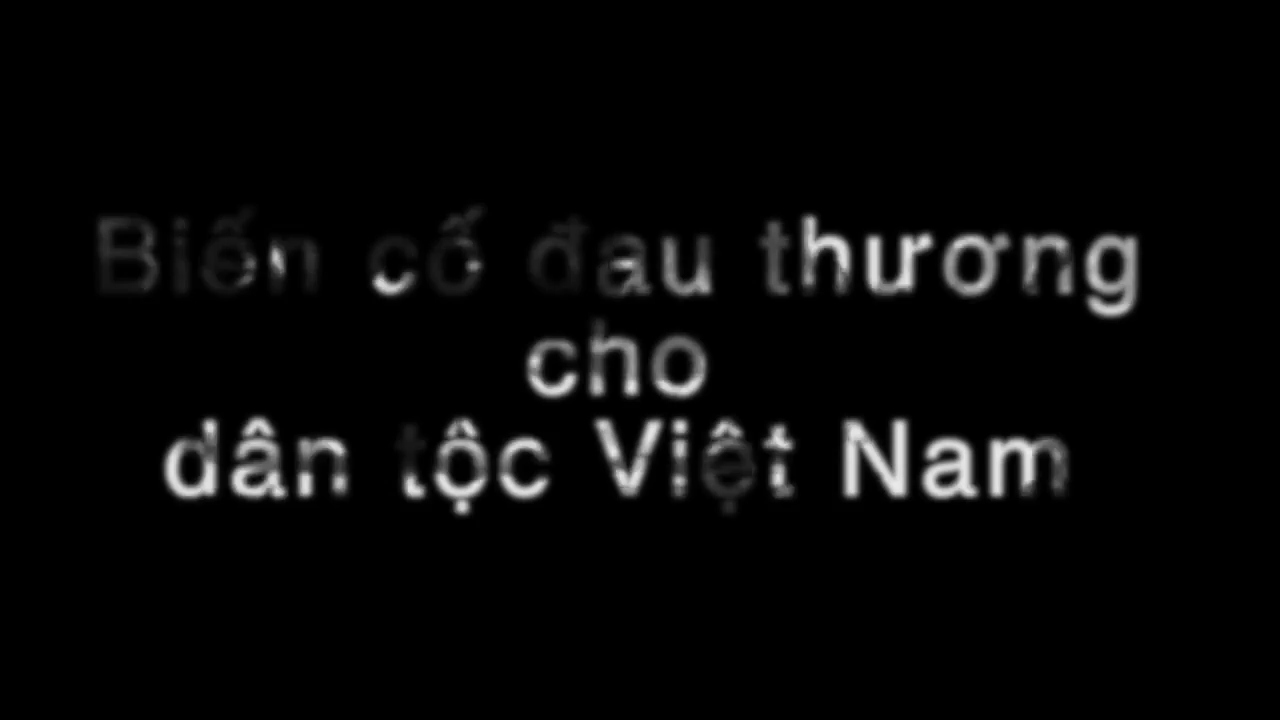 Biến cố đau thương
cho
dân tộc Việt Nam